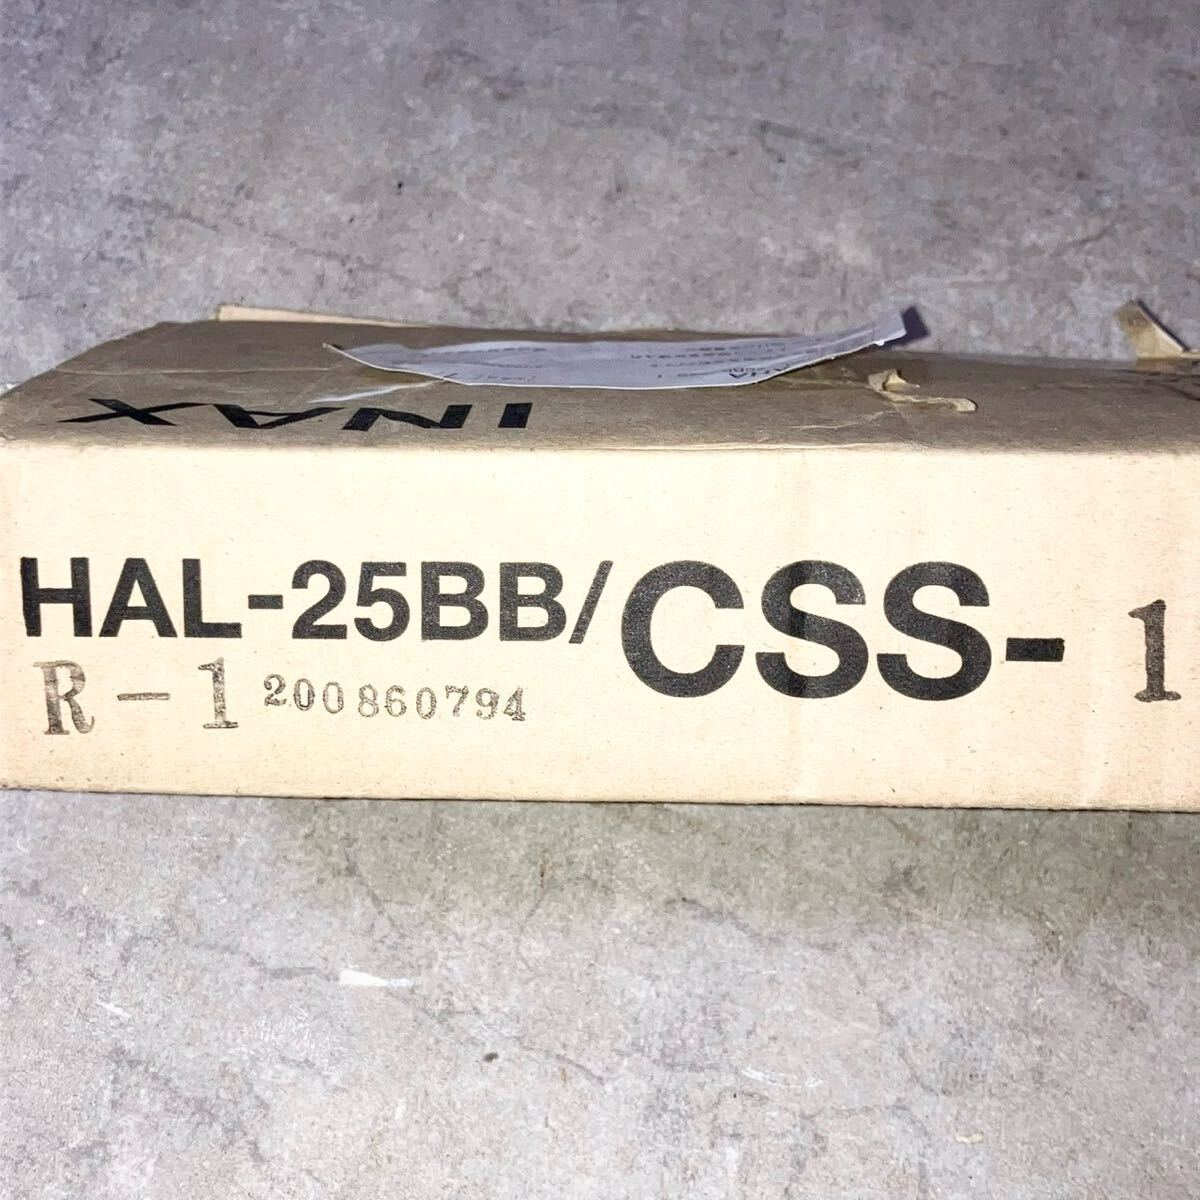 INAX
HAL-25BB/CSS-1
R-1 200860794